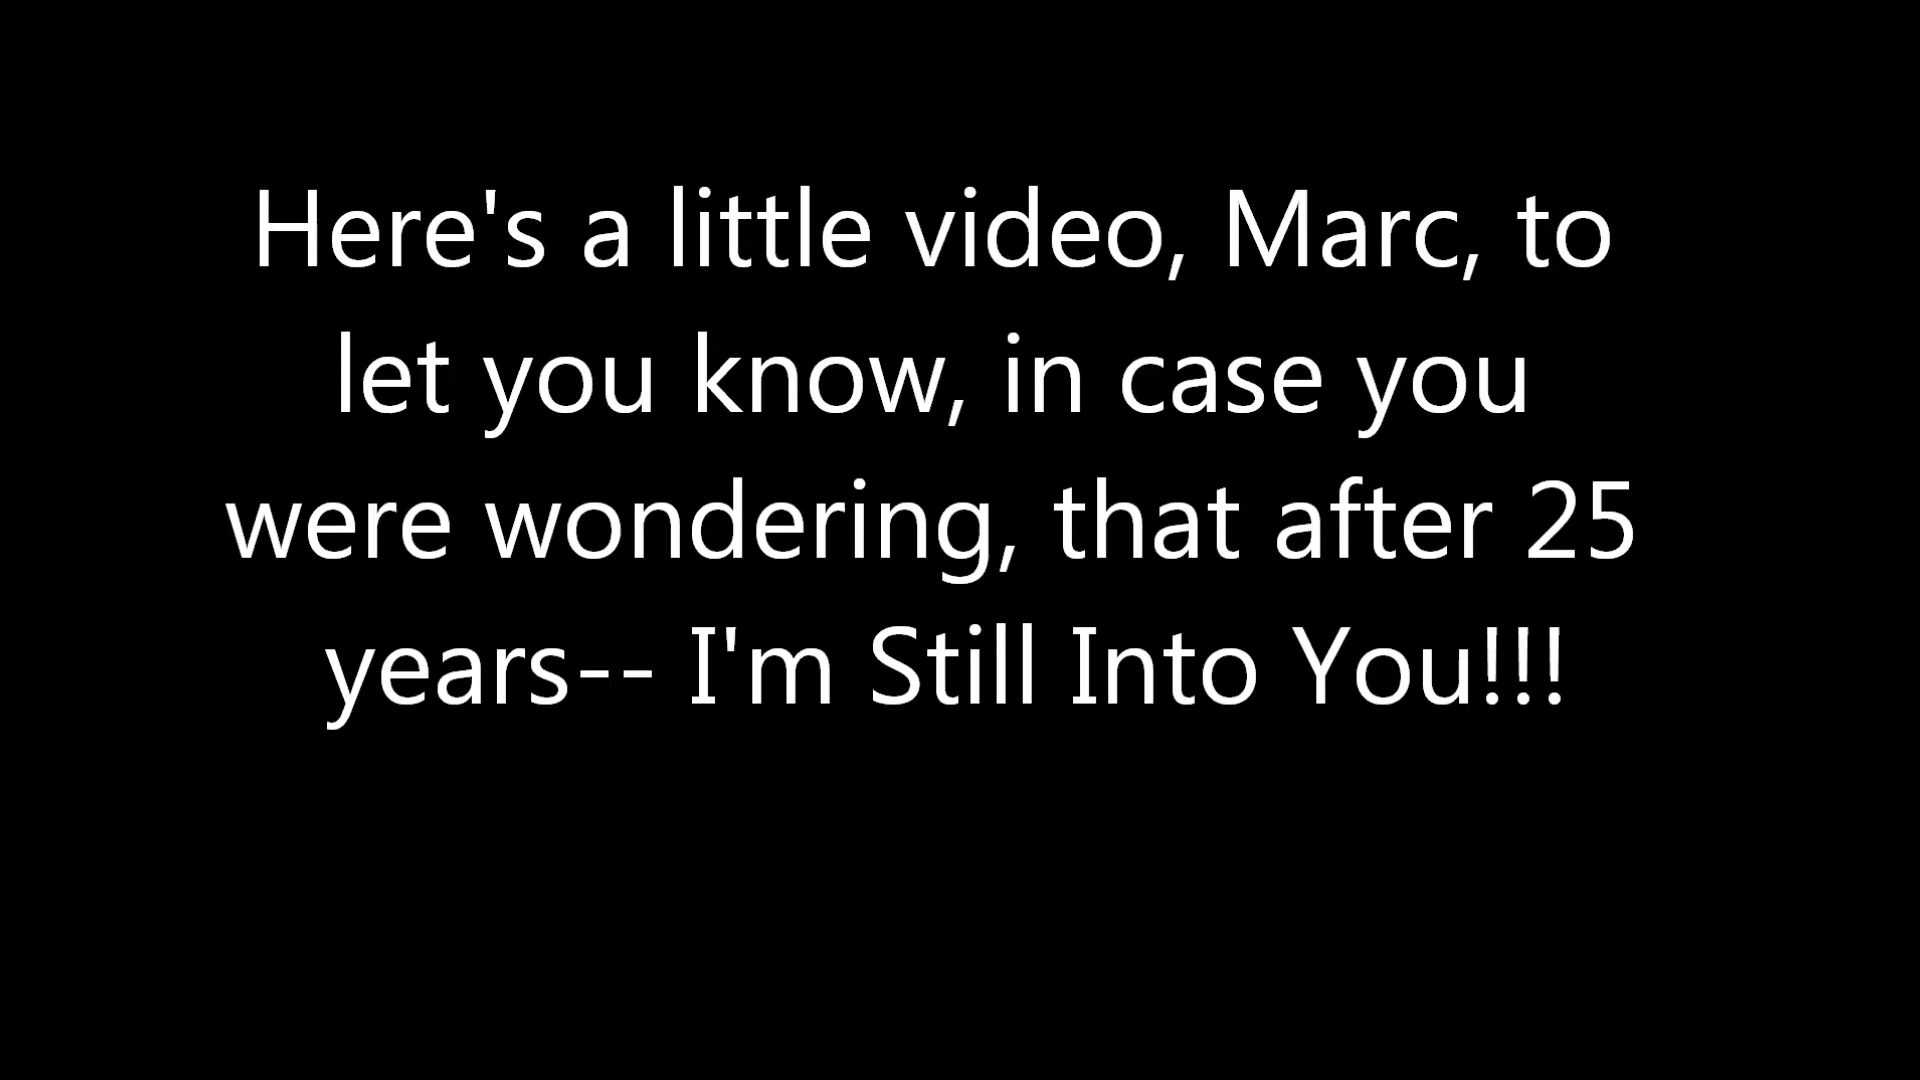 Here's a little video, Marc, to
let you know, in case you
were wondering, that after 25
years-- I'm Still Into You!!!